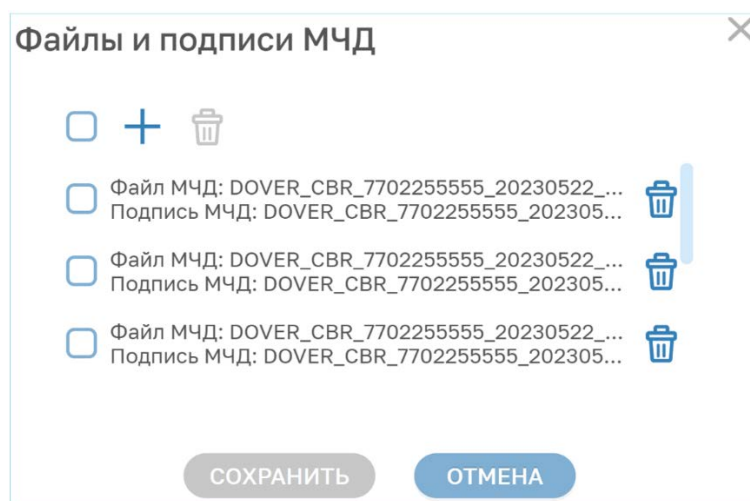 Файлы и подписи МЧД
Файл МЧД: DOVER_CBR_7702255555_20230522_...
Подпись МЧД: DOVER_CBR_7702255555_202305...
Файл МЧД: DOVER_CBR_7702255555_20230522_...
Подпись МЧД: DOVER_CBR_7702255555_202305...
Файл МЧД: DOVER_CBR_7702255555_20230522_...
Подпись МЧД: DOVER_CBR_7702255555_202305...
СОХРАНИТЬ
ОТМЕНА